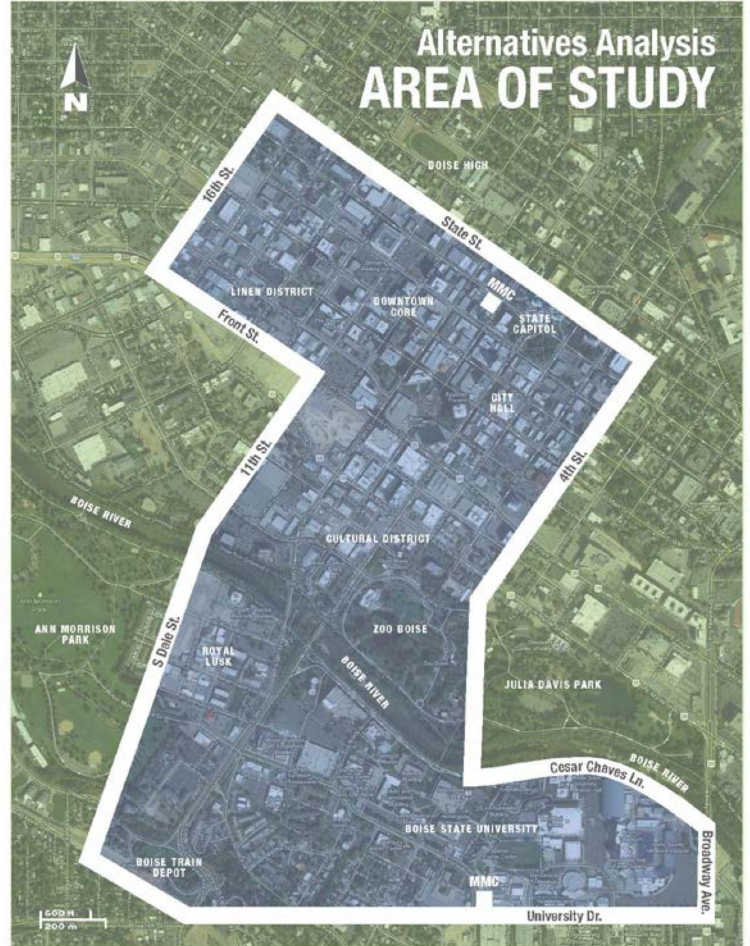 Alternatives Analysis
AREA OF STUDY
N
BOISE HIGH
16th St.
State St.
MMC
LINEN DISTRICT
DOWNTOWN
CORE
STATE
CAPITOL
Front St.
CITY
HALL
11th St.
4th St.
BOISE RIVER
CULTURAL DISTRICT
ANN MORRISON
PARK
S Dale St.
ROYAL
LUSK
ZOO BOISE
BOISE RIVER
JULIA DAVIS PARK
BOISE RIVER
Cesar Chaves Ln.
BOISE STATE UNIVERSITY
Broadway Ave.
BOISE TRAIN
DEPOT
MMC
University Dr.
200 m